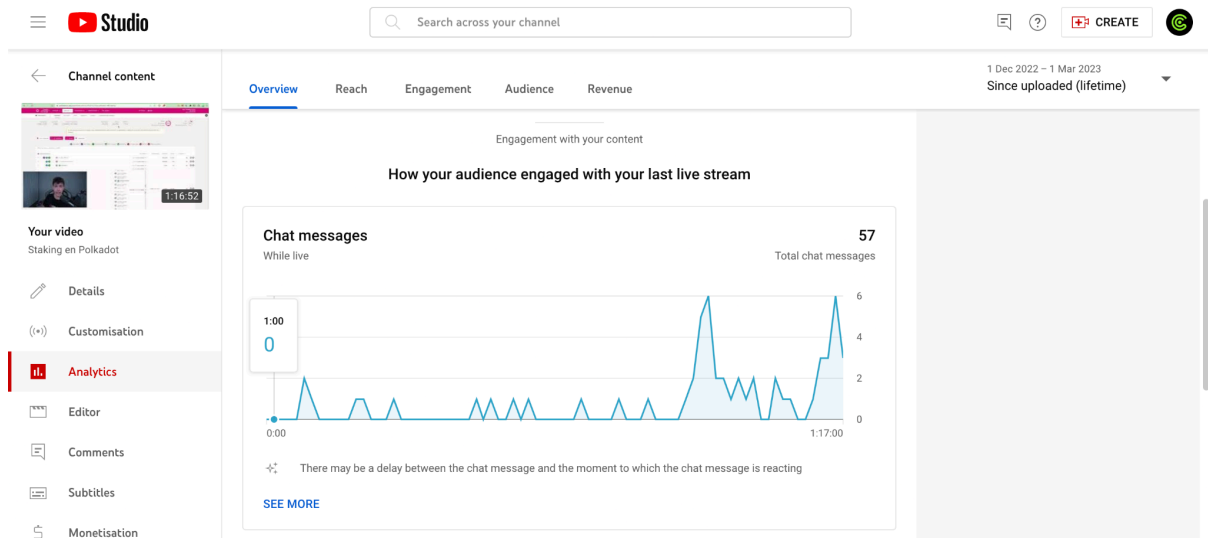 Studio
Search across your channel
CREATE
Channel content
1:16:52
Your video
Staking en Polkadot
Details
Customisation
Analytics
Editor
Comments
Subtitles
Monetisation
Overview
Reach
Engagement
Audience
Revenue
1 Dec 2022 – 1 Mar 2023
Since uploaded (lifetime)
Engagement with your content
How your audience engaged with your last live stream
Chat messages
While live
57
Total chat messages
1:00
0
6
4
2
0
0:00
1:17:00
There may be a delay between the chat message and the moment to which the chat message is reacting
SEE MORE